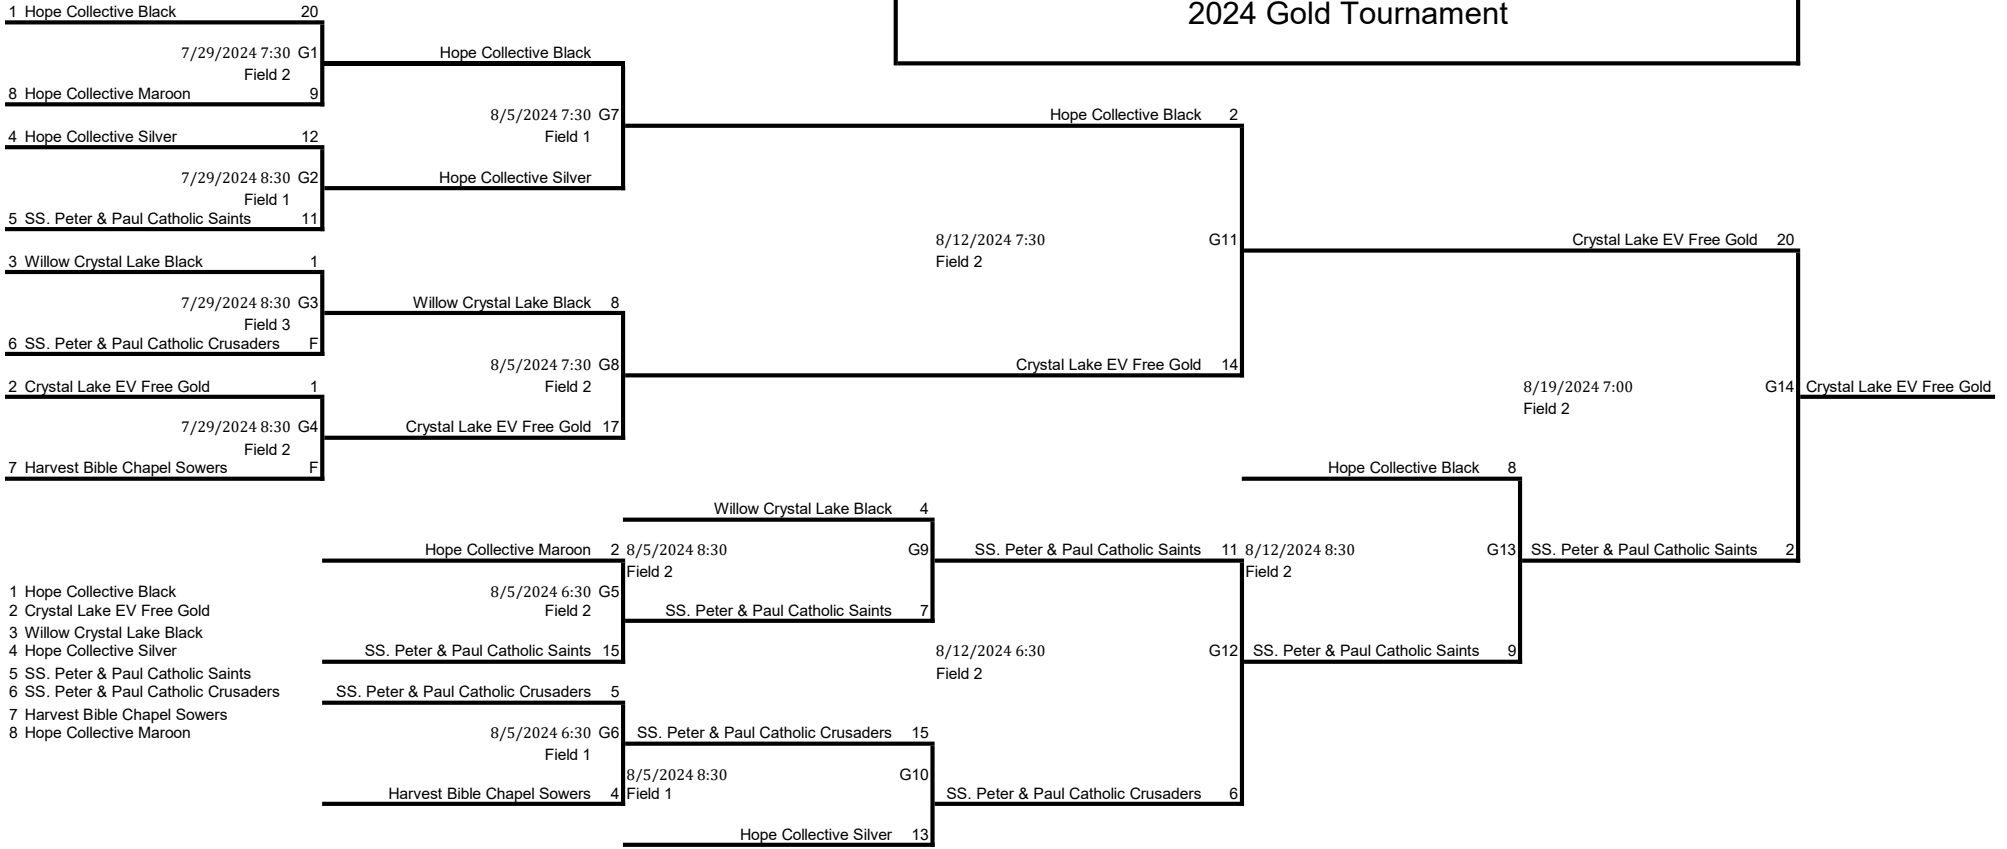 2024 Gold Tournament
1 Hope Collective Black 20
7/29/2024 7:30 G1
Field 2
8 Hope Collective Maroon 9
4 Hope Collective Silver 12
7/29/2024 8:30 G2
Field 1
5 SS. Peter & Paul Catholic Saints 11
3 Willow Crystal Lake Black 1
7/29/2024 8:30 G3
Field 3
6 SS. Peter & Paul Catholic Crusaders F
2 Crystal Lake EV Free Gold 1
7/29/2024 8:30 G4
Field 2
7 Harvest Bible Chapel Sowers F
Hope Collective Black
8/5/2024 7:30 G7
Field 1
Hope Collective Silver
Willow Crystal Lake Black 8
8/5/2024 7:30 G8
Field 2
Crystal Lake EV Free Gold 17
Hope Collective Black 2
8/12/2024 7:30 G11
Field 2
Crystal Lake EV Free Gold 14
Crystal Lake EV Free Gold 20
8/19/2024 7:00 G14 Crystal Lake EV Free Gold
Field 2
1 Hope Collective Black
2 Crystal Lake EV Free Gold
3 Willow Crystal Lake Black
4 Hope Collective Silver
5 SS. Peter & Paul Catholic Saints
6 SS. Peter & Paul Catholic Crusaders
7 Harvest Bible Chapel Sowers
8 Hope Collective Maroon
Hope Collective Maroon 2
8/5/2024 6:30 G5
Field 2
SS. Peter & Paul Catholic Saints 15
SS. Peter & Paul Catholic Crusaders 5
8/5/2024 6:30 G6
Field 1
Harvest Bible Chapel Sowers 4
Willow Crystal Lake Black 4
8/5/2024 8:30 G9
Field 2
SS. Peter & Paul Catholic Saints 7
SS. Peter & Paul Catholic Crusaders 15
8/5/2024 8:30 G10
Field 1
Hope Collective Silver 13
SS. Peter & Paul Catholic Saints 11
8/12/2024 6:30 G12
Field 2
SS. Peter & Paul Catholic Crusaders 6
Hope Collective Black 8
8/12/2024 8:30 G13
Field 2
SS. Peter & Paul Catholic Saints 9
SS. Peter & Paul Catholic Saints 2